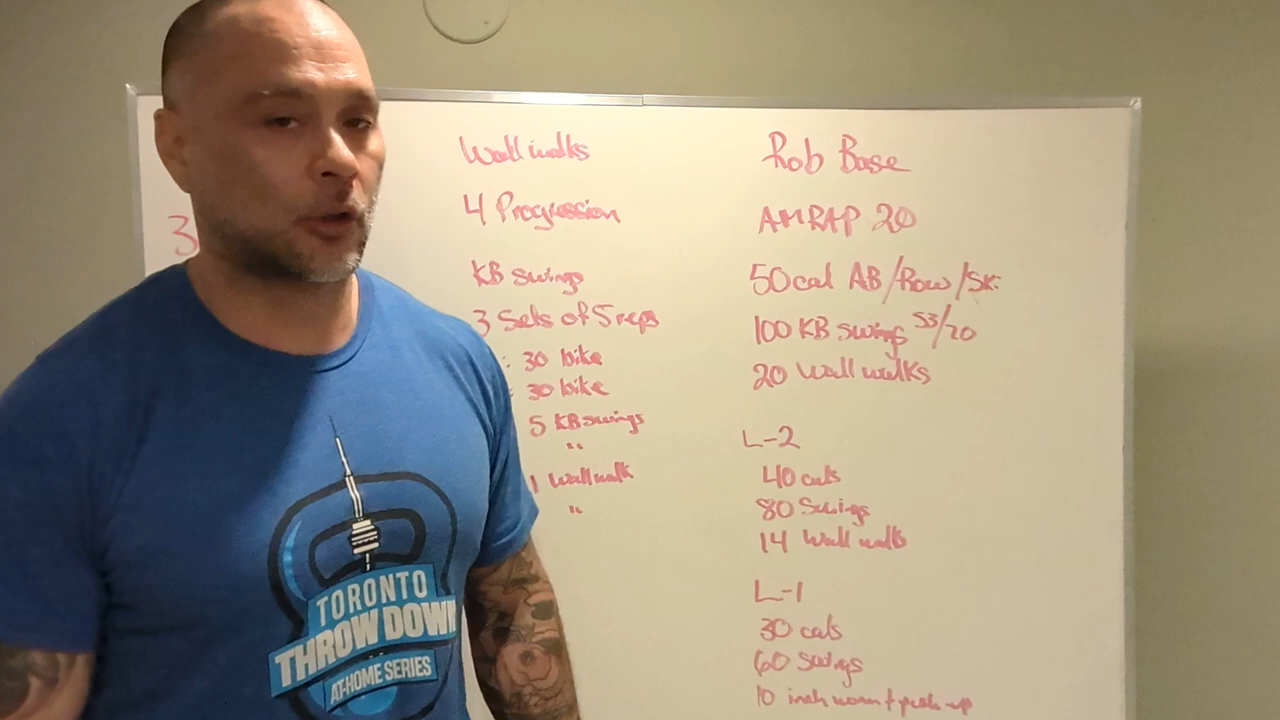 3
Wall walks
4 Progression
KB swings
3 Sets of 5 reps
: 30 bike
: 30 bike
5 KB swings
"
1 Wall walk
"
Rob Base
AMRAP 20
50 cal AB/Row/SK
100 KB swings 53/20
20 Wall walks
L-2
40 cals
80 Swings
14 Wall walks
L-1
30 cals
60 Swings
10 inch worm + push-up
TORONTO
THROW DOWN
AT-HOME SERIES